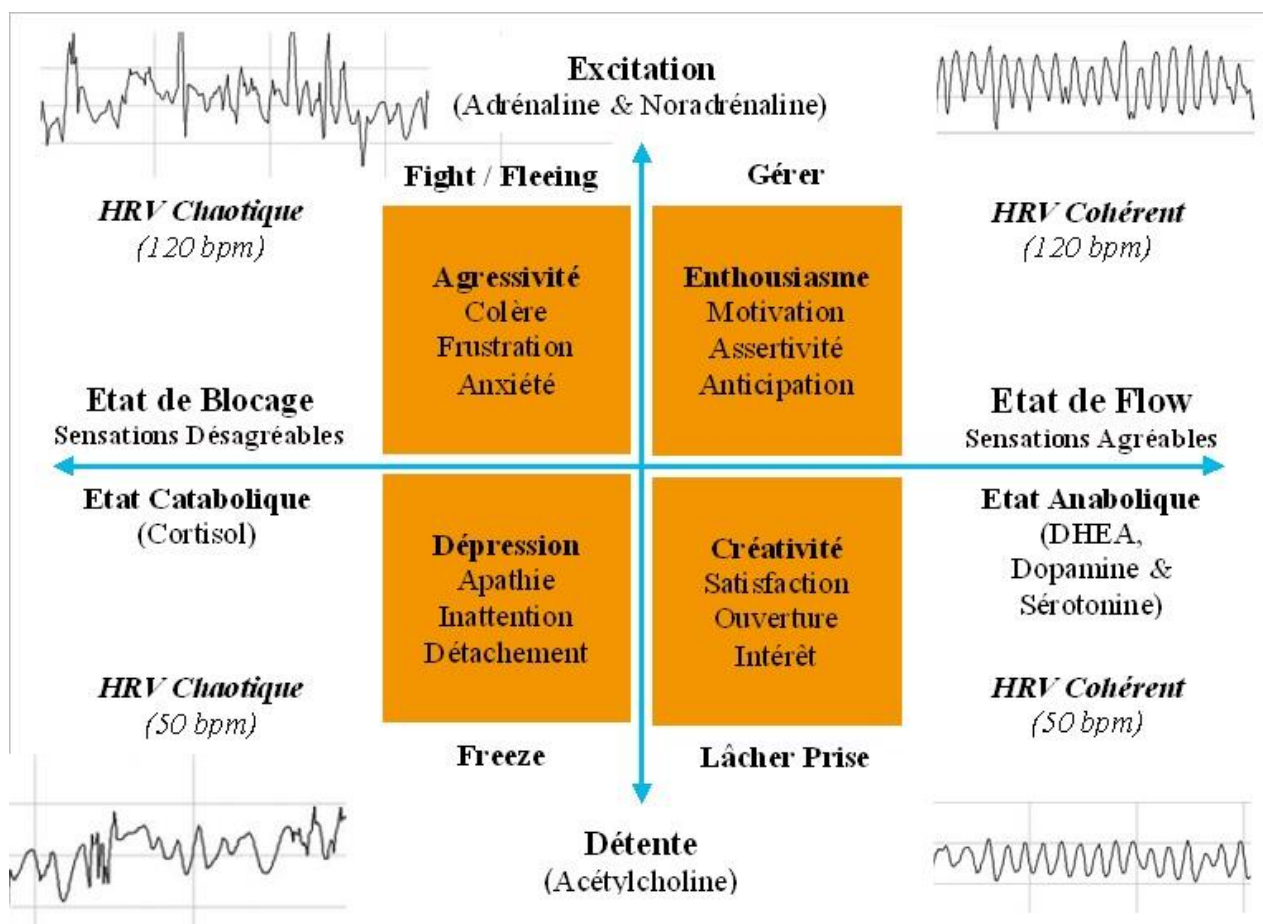 Excitation
(Adrénaline & Noradrénaline)
Fight / Fleeing
Gérer
HRV Chaotique
(120 bpm)
HRV Cohérent
(120 bpm)
Agressivité
Colère
Frustration
Anxiété
Enthousiasme
Motivation
Assertivité
Anticipation
Etat de Blocage
Sensations Désagréables
Etat de Flow
Sensations Agréables
Etat Catabolique
(Cortisol)
Etat Anabolique
(DHEA,
Dopamine &
Sérotonine)
Dépression
Apathie
Inattention
Détachement
Créativité
Satisfaction
Ouverture
Intérêt
HRV Chaotique
(50 bpm)
HRV Cohérent
(50 bpm)
Freeze
Lâcher Prise
Détente
(Acétylcholine)